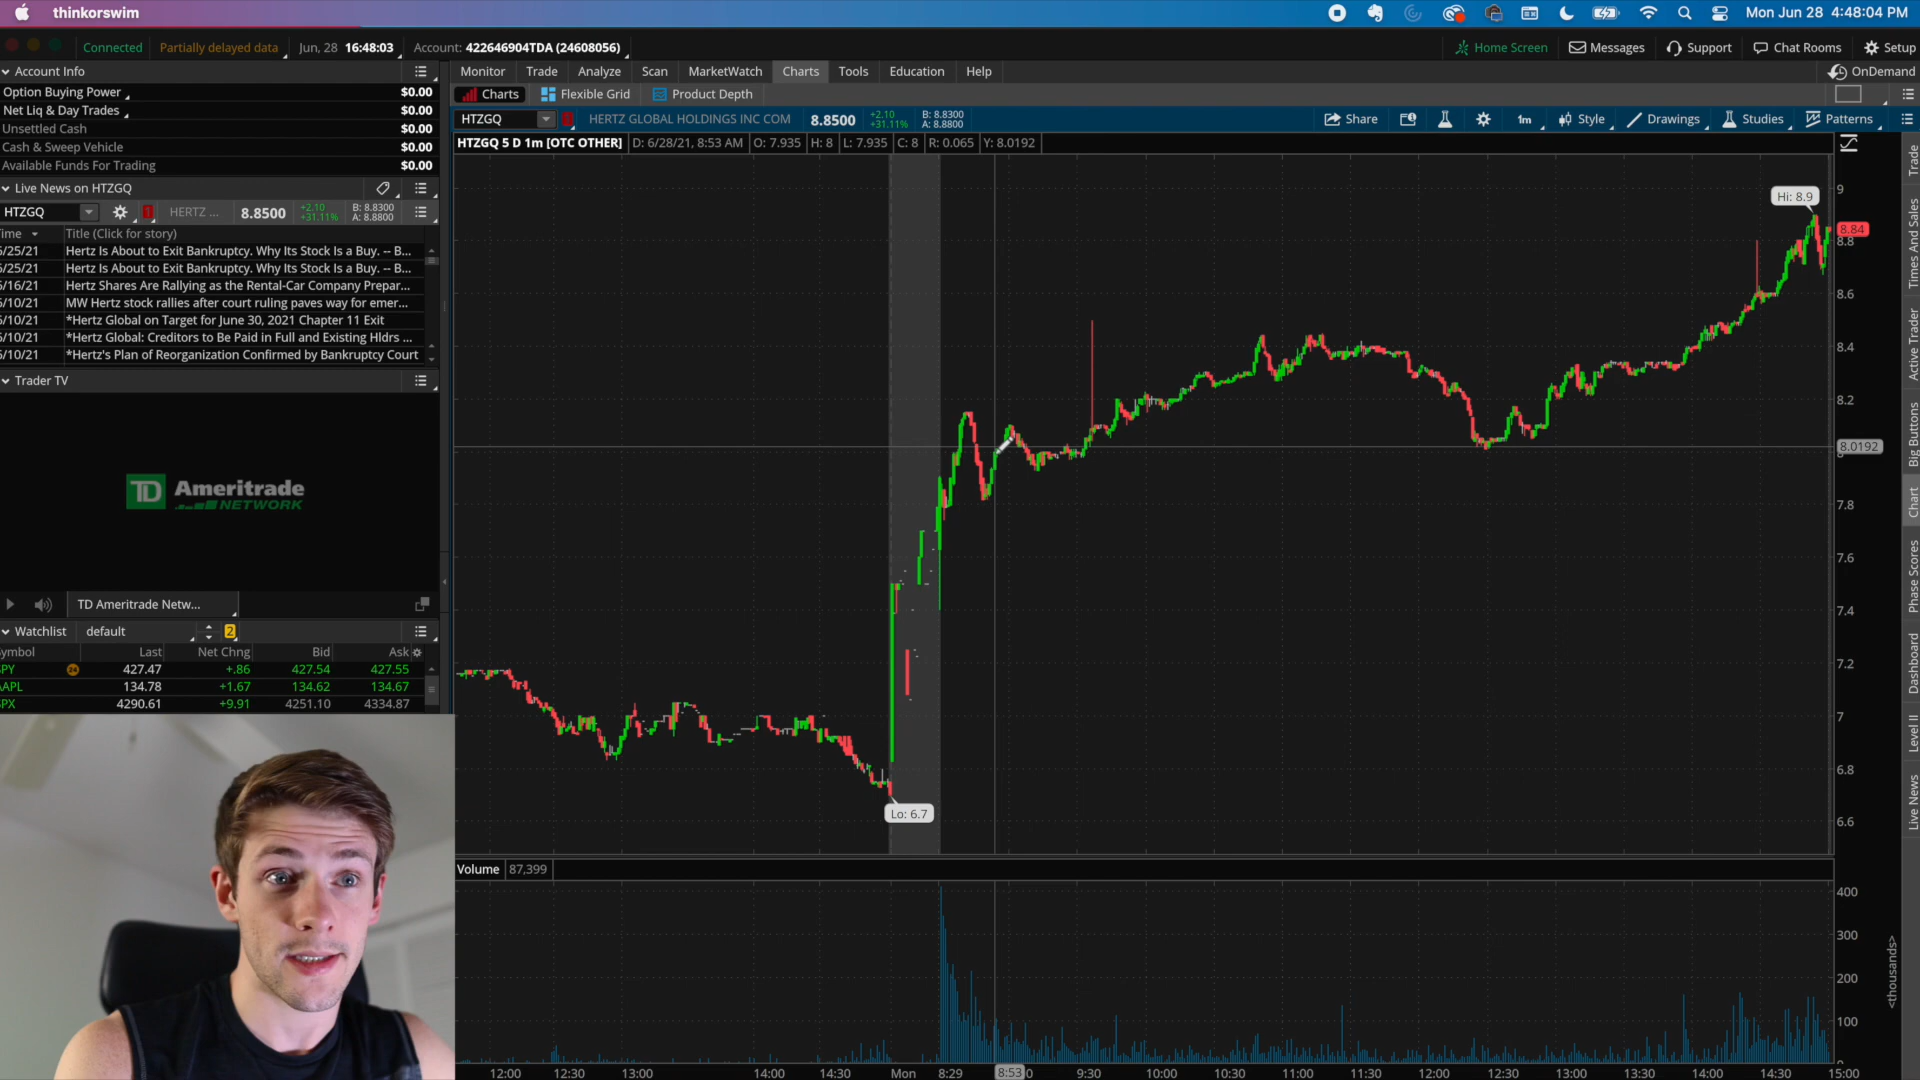 thinkorswim
Mon Jun 28 4:48:04 PM
Connected
Partially delayed data
Jun, 28 16:48:03
Account: 422646904TDA (24608056)
Home Screen
Messages
Support
Chat Rooms
Setup
Account Info
Monitor Trade Analyze Scan MarketWatch Charts Tools Education Help
OnDemand
Option Buying Power $0.00
Charts
Flexible Grid
Product Depth
Net Liq & Day Trades $0.00
Unsettled Cash $0.00
Cash & Sweep Vehicle $0.00
Available Funds For Trading $0.00
HTZGQ
HERTZ GLOBAL HOLDINGS INC COM
8.8500
+2.10
+31.11%
B: 8.8300
A: 8.8800
Share
1m
Style
Drawings
Studies
Patterns
HTZGQ 5 D 1m [OTC OTHER] D: 6/28/21, 8:53 AM O: 7.935 H: 8 L: 7.935 C: 8 R: 0.065 Y: 8.0192
Live News on HTZGQ
HTZGQ
1
HERTZ ...
8.8500
+2.10
+31.11%
B: 8.8300
A: 8.8800
ime Title (Click for story)
6/25/21 Hertz Is About to Exit Bankruptcy. Why Its Stock Is a Buy. -- B...
6/25/21 Hertz Is About to Exit Bankruptcy. Why Its Stock Is a Buy. -- B...
6/16/21 Hertz Shares Are Rallying as the Rental-Car Company Prepar...
6/10/21 MW Hertz stock rallies after court ruling paves way for emer...
6/10/21 *Hertz Global on Target for June 30, 2021 Chapter 11 Exit
6/10/21 *Hertz Global: Creditors to Be Paid in Full and Existing Hldrs ...
6/10/21 *Hertz's Plan of Reorganization Confirmed by Bankruptcy Court
Trader TV
TD Ameritrade
NETWORK
TD Ameritrade Netw...
Watchlist default 2
ymbol Last Net Chng Bid Ask
PY 427.47 +.86 427.54 427.55
AAPL 134.78 +1.67 134.62 134.67
PX 4290.61 +9.91 4251.10 4334.87
Hi: 8.9
Lo: 6.7
9
8.84
8.8
8.6
8.4
8.2
8.0192
7.8
7.6
7.4
7.2
7
6.8
6.6
Volume 87,399
400
300
200
100
0
<thousands>
12:00 12:30 13:00 14:00 14:30 Mon 8:29 8:53 9:30 10:00 10:30 11:00 11:30 12:00 12:30 13:00 13:30 14:00 14:30 15:00
Trade
Times And Sales
Active Trader
Big Buttons
Chart
Phase Scores
Dashboard
Level II
Live News